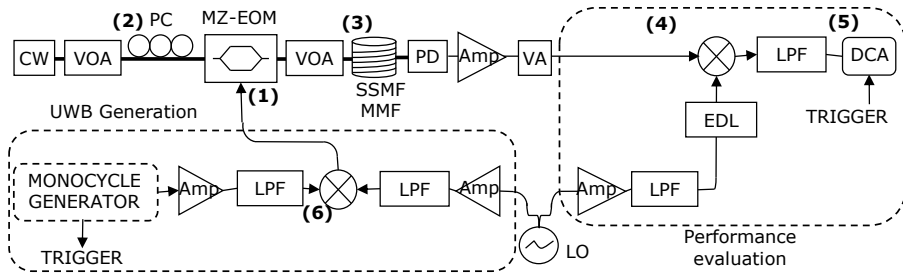 (2) PC
MZ-EOM
(3)
(4)
(5)
CW
VOA
VOA
PD
Amp
VA
LPF
DCA
(1)
SSMF
MMF
TRIGGER
UWB Generation
EDL
MONOCYCLE
GENERATOR
Amp
LPF
(6)
LPF
Amp
Amp
LPF
TRIGGER
LO
Performance
evaluation